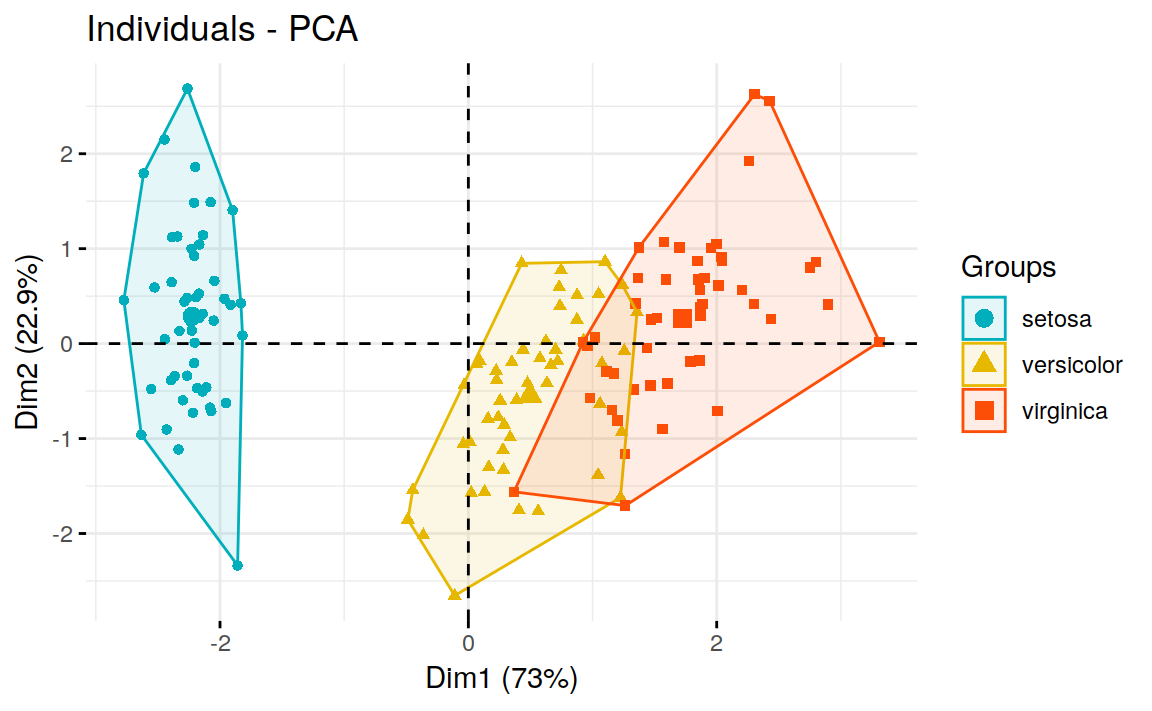 Individuals - PCA
Dim2 (22.9%)
2
1
0
-1
-2
-2
0
2
Dim1 (73%)
Groups
setosa
versicolor
virginica